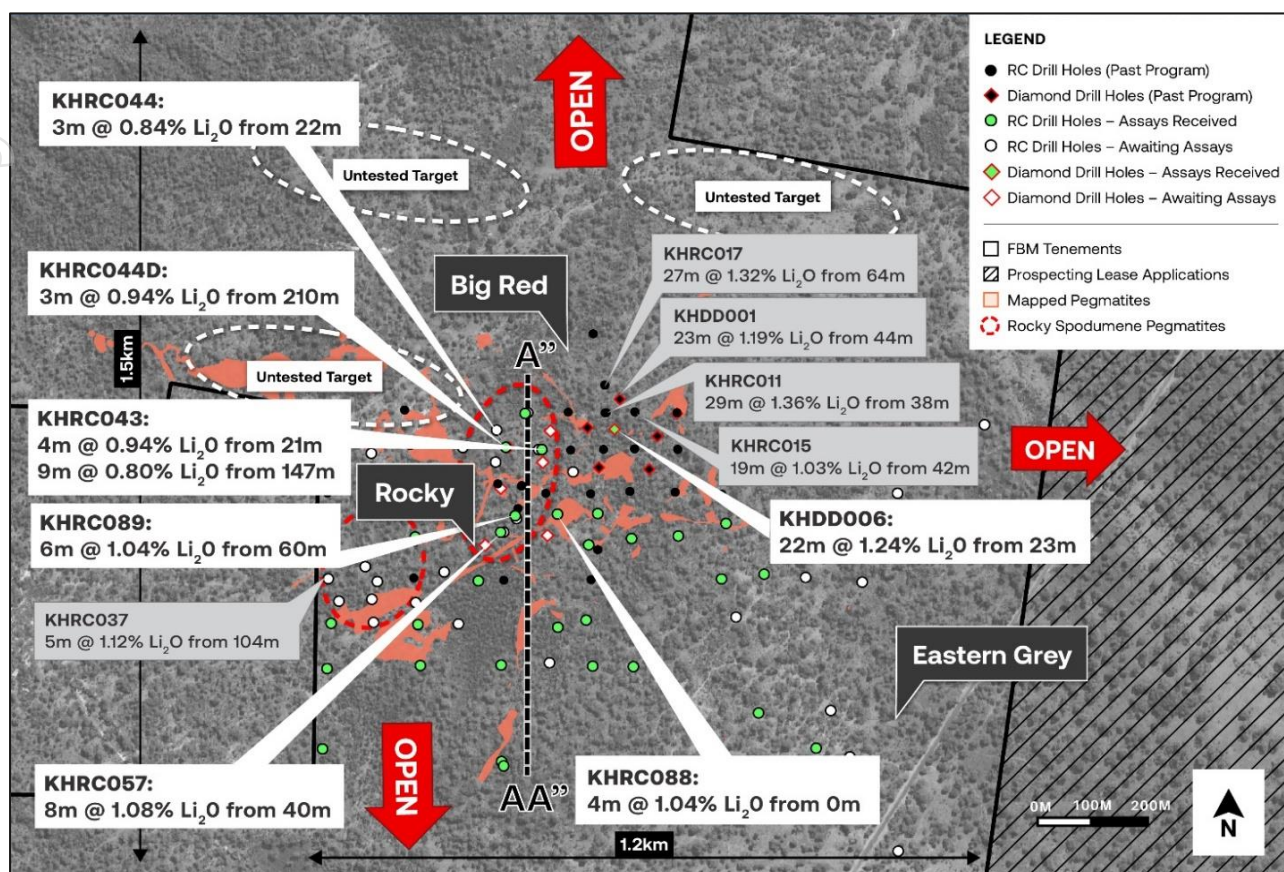 LEGEND
RC Drill Holes (Past Program)
Diamond Drill Holes (Past Program)
RC Drill Holes – Assays Received
RC Drill Holes – Awaiting Assays
Diamond Drill Holes – Assays Received
Diamond Drill Holes – Awaiting Assays
FBM Tenements
Prospecting Lease Applications
Mapped Pegmatites
Rocky Spodumene Pegmatites
OPEN
KHRC044:
3m @ 0.84% Li₂O from 22m
Untested Target
Untested Target
KHRC044D:
3m @ 0.94% Li₂O from 210m
Big Red
KHRC017
27m @ 1.32% Li₂O from 64m
KHDD001
23m @ 1.19% Li₂O from 44m
1.5km
A”
Untested Target
KHRC011
29m @ 1.36% Li₂O from 38m
KHRC043:
4m @ 0.94% Li₂O from 21m
9m @ 0.80% Li₂O from 147m
KHRC015
19m @ 1.03% Li₂O from 42m
OPEN
Rocky
KHRC089:
6m @ 1.04% Li₂O from 60m
KHDD006:
22m @ 1.24% Li₂O from 23m
KHRC037
5m @ 1.12% Li₂O from 104m
Eastern Grey
OPEN
KHRC057:
8m @ 1.08% Li₂O from 40m
AA”
KHRC088:
4m @ 1.04% Li₂O from 0m
0M 100M 200M
N
1.2km